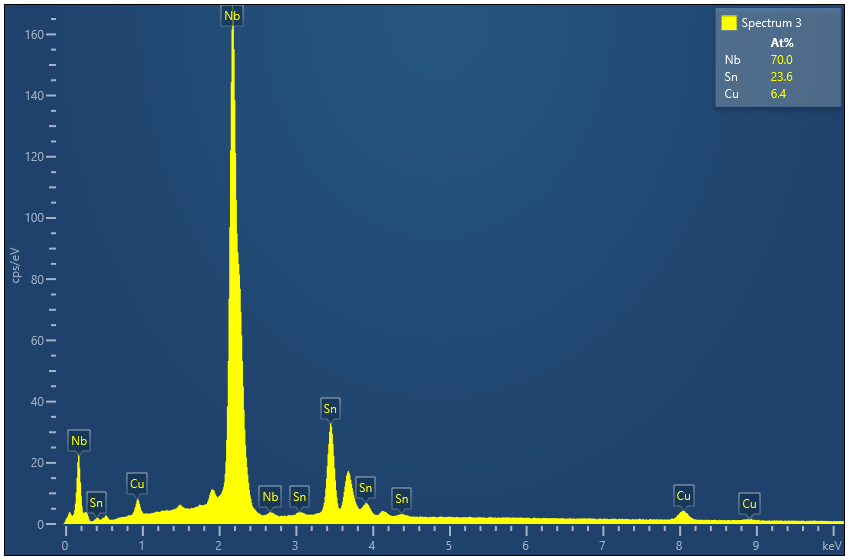 Nb
160
140
120
100
80
60
40
20
0
cps/eV
Spectrum 3
At%
Nb 70.0
Sn 23.6
Cu 6.4
Nb
Sn
Cu
Nb
Sn
Sn
Sn
Sn
Cu
Cu
0 1 2 3 4 5 6 7 8 9 keV